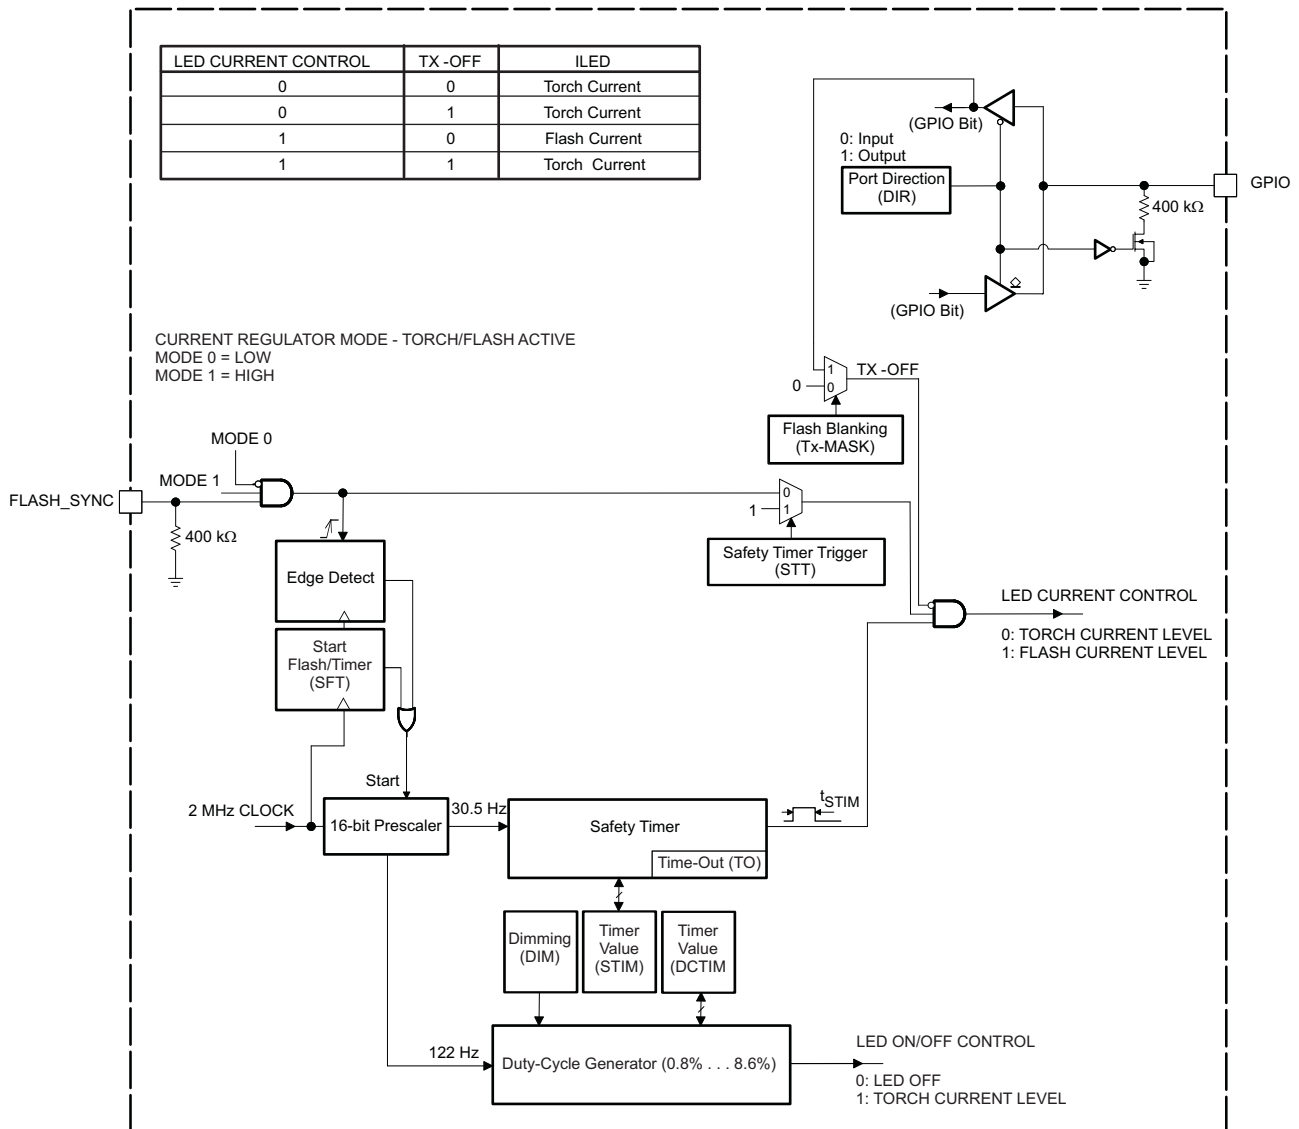 LED CURRENT CONTROL TX -OFF ILED
0 0 Torch Current
0 1 Torch Current
1 0 Flash Current
1 1 Torch Current
(GPIO Bit)
0: Input
1: Output
Port Direction
(DIR)
GPIO
400 kΩ
(GPIO Bit)
CURRENT REGULATOR MODE - TORCH/FLASH ACTIVE
MODE 0 = LOW
MODE 1 = HIGH
1
TX -OFF
0
0
Flash Blanking
(Tx-MASK)
MODE 0
MODE 1
FLASH_SYNC
400 kΩ
0
1
1
Safety Timer Trigger
(STT)
Edge Detect
Start
Flash/Timer
(SFT)
LED CURRENT CONTROL
0: TORCH CURRENT LEVEL
1: FLASH CURRENT LEVEL
Start
2 MHz CLOCK
16-bit Prescaler
30.5 Hz
Safety Timer
Time-Out (TO)
tSTIM
Dimming
(DIM)
Timer
Value
(STIM)
Timer
Value
(DCTIM
122 Hz
Duty-Cycle Generator (0.8% . . . 8.6%)
LED ON/OFF CONTROL
0: LED OFF
1: TORCH CURRENT LEVEL